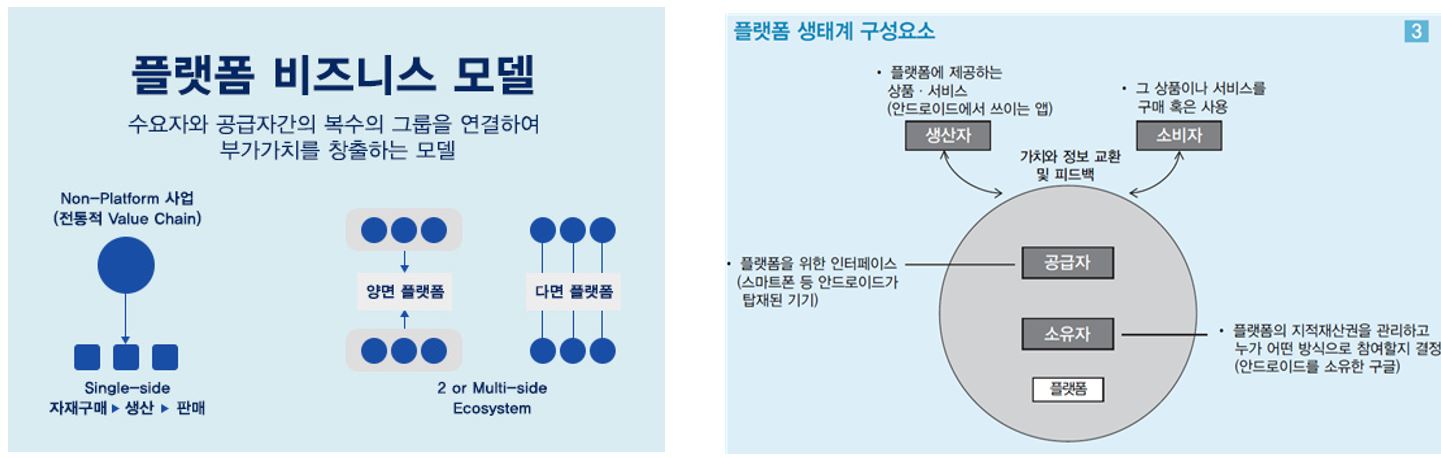 플랫폼 비즈니스 모델
수요자와 공급자간의 복수의 그룹을 연결하여
부가가치를 창출하는 모델
Non-Platform 사업
(전통적 Value Chain)
양면 플랫폼
다면 플랫폼
Single-side
자재구매 ▶ 생산 ▶ 판매
2 or Multi-side
Ecosystem
플랫폼 생태계 구성요소
3
• 플랫폼에 제공하는
상품 · 서비스
(안드로이드에서 쓰이는 앱)
• 그 상품이나 서비스를
구매 혹은 사용
생산자
소비자
가치와 정보 교환
및 피드백
• 플랫폼을 위한 인터페이스
(스마트폰 등 안드로이드가
탑재된 기기)
공급자
소유자
• 플랫폼의 지적재산권을 관리하고
누가 어떤 방식으로 참여할지 결정
(안드로이드를 소유한 구글)
플랫폼